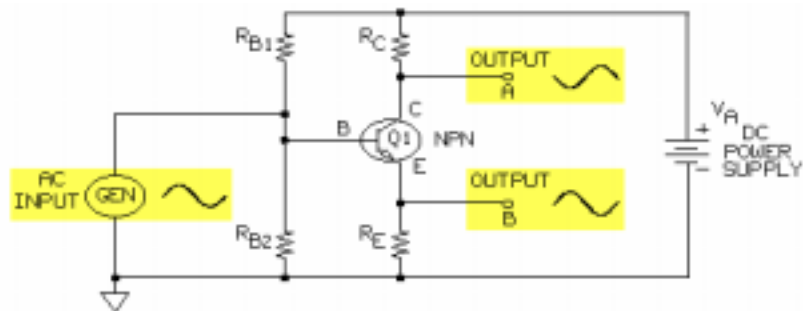 RB1
RC
OUTPUT
A
C
B
Q1
NPN
E
VA
+
DC
POWER
SUPPLY
-
AC
INPUT
GEN
OUTPUT
B
RB2
RE